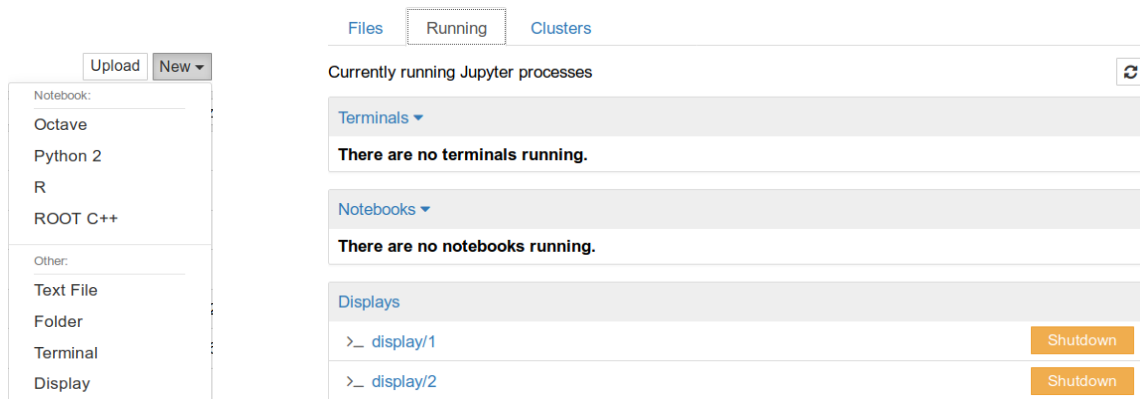 Upload New
Notebook:
Octave
Python 2
R
ROOT C++
Other:
Text File
Folder
Terminal
Display
Files Running Clusters
Currently running Jupyter processes
Terminals
There are no terminals running.
Notebooks
There are no notebooks running.
Displays
>_ display/1 Shutdown
>_ display/2 Shutdown